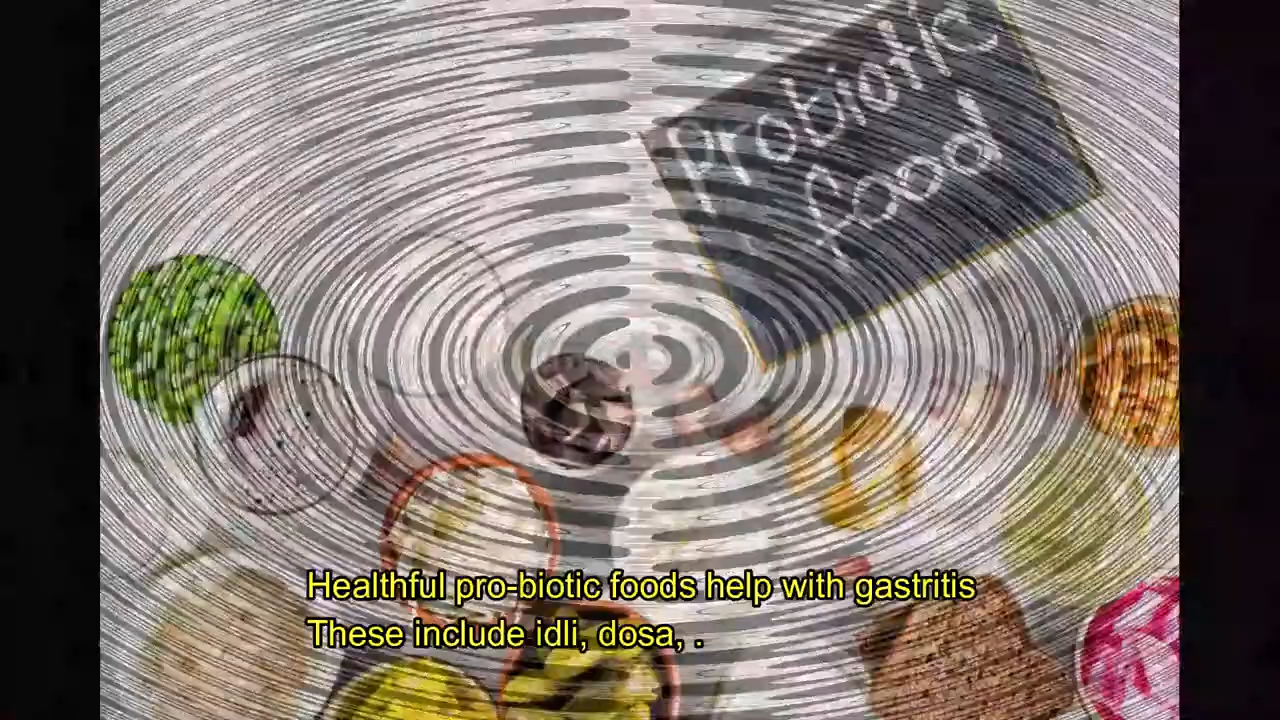 Probiotic
food
Healthful pro-biotic foods help with gastritis
These include idli, dosa, .